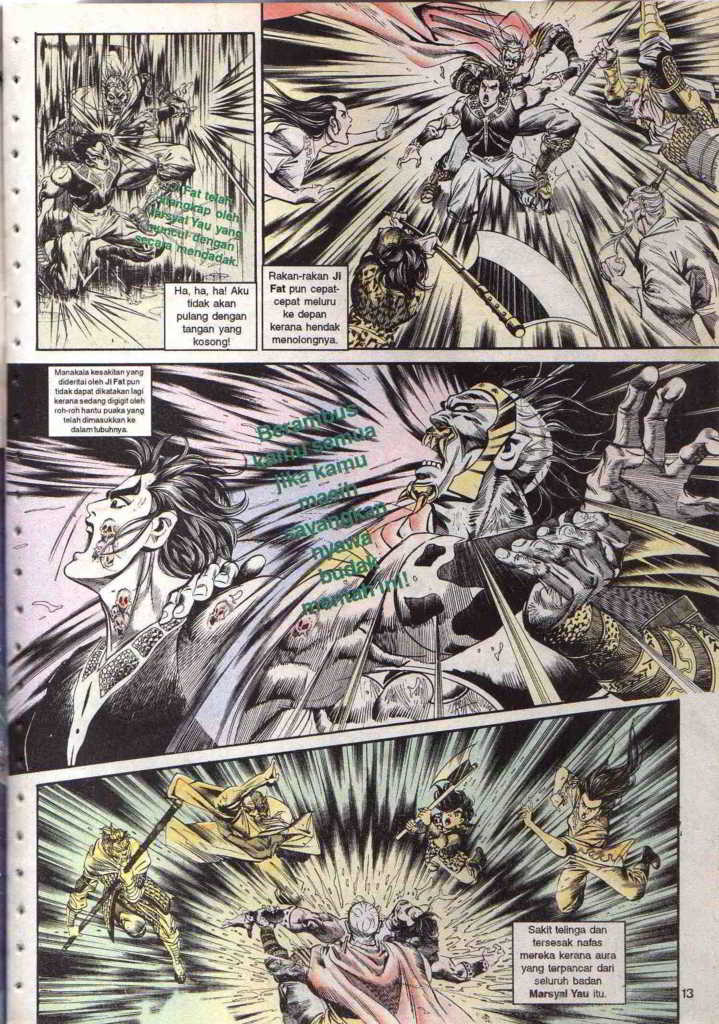 Ji Fat telah
ditangkap oleh
Marsyal Yau yang
muncul dengan
secara mendadak.
Ha, ha, ha! Aku
tidak akan
pulang dengan
tangan yang
kosong!
Rakan-rakan Ji
Fat pun cepat-
cepat meluru ke
ke depan
kerana hendak
menolongnya.
Manakala kesakitan yang
dideritai oleh Ji Fat pun
tidak dapat dikatakan lagi
kerana sedang digigit oleh
roh-roh hantu puaka yang
telah dimasukkan ke
dalam tubuhnya.
Berambus
kamu semua
jika kamu
masih
sayangkan
nyawa
budak
mentah ini!
Sakit telinga dan
tersesak nafas
mereka kerana aura
yang terpancar dari
seluruh badan
Marsyal Yau itu.
13